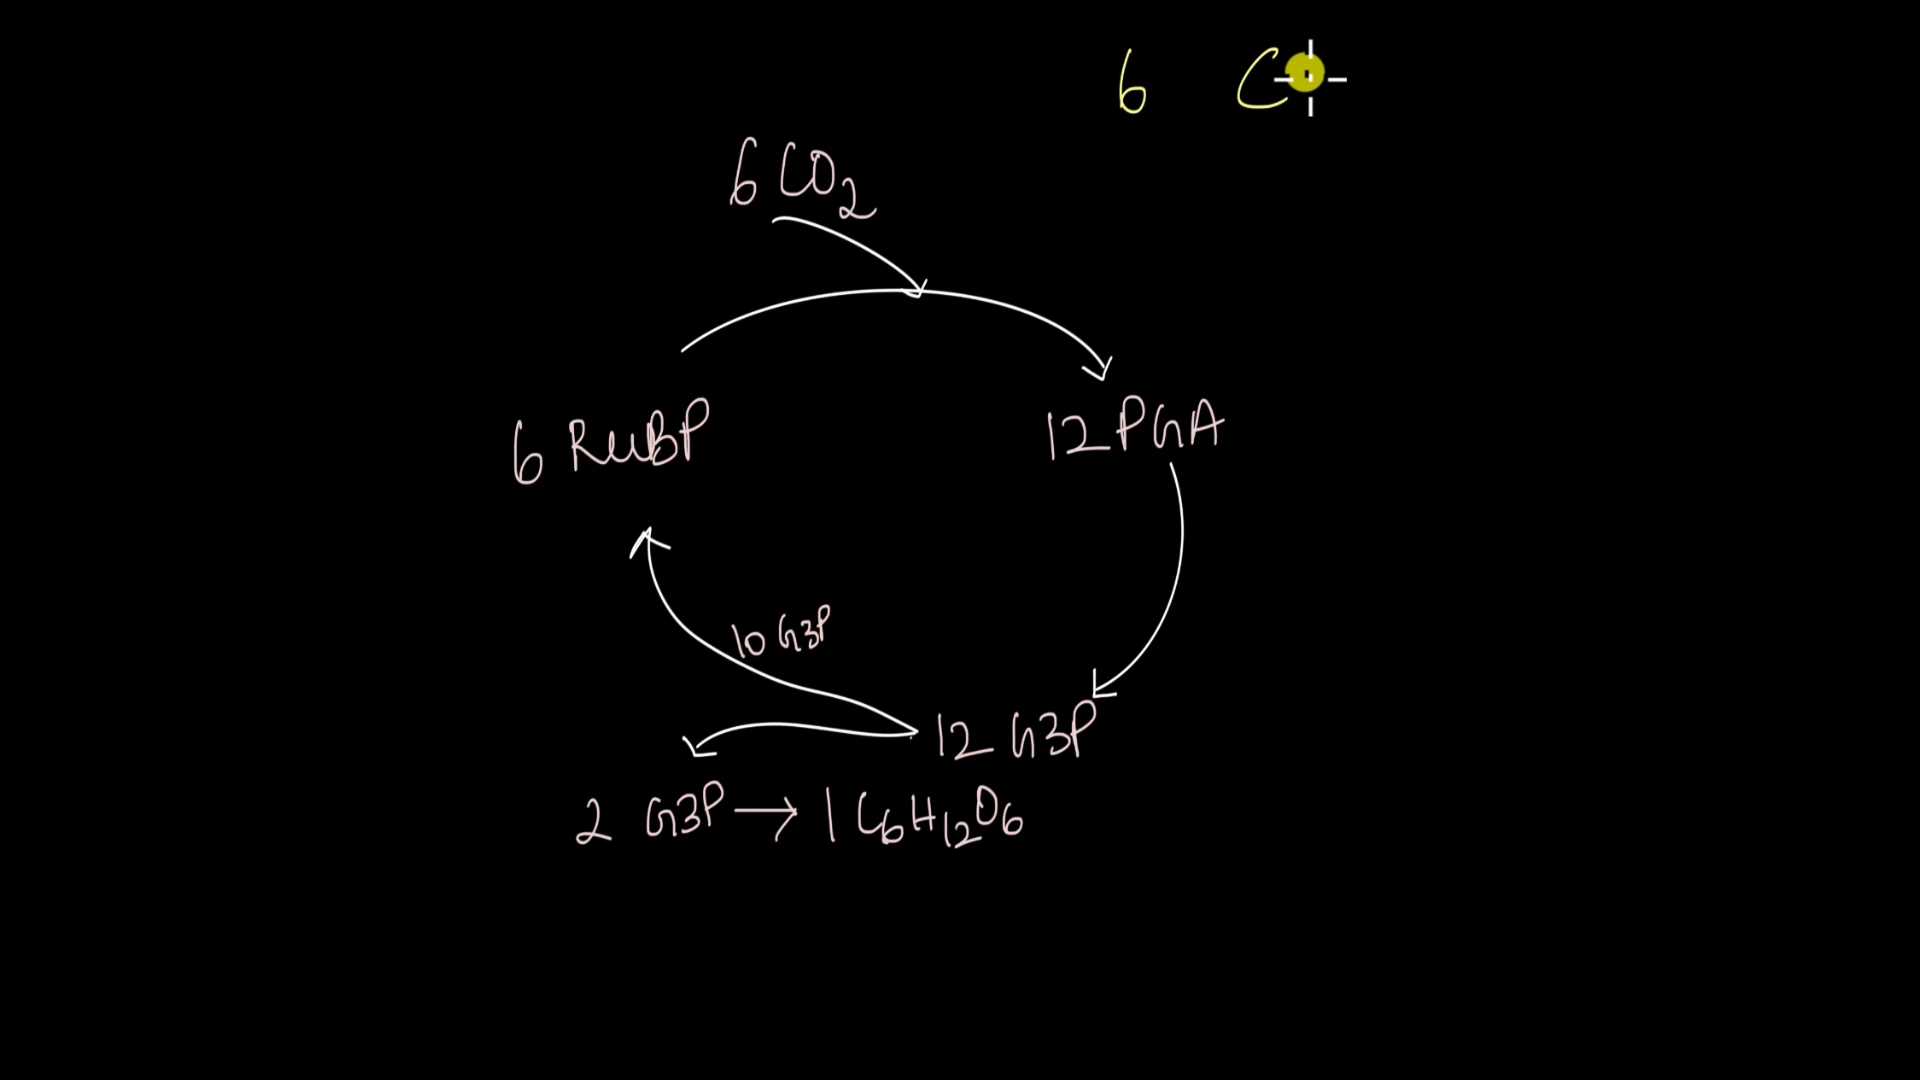 6 C
6 CO2
6 RuBP
12 PGA
10 G3P
12 G3P
2 G3P → 1 C6H12O6